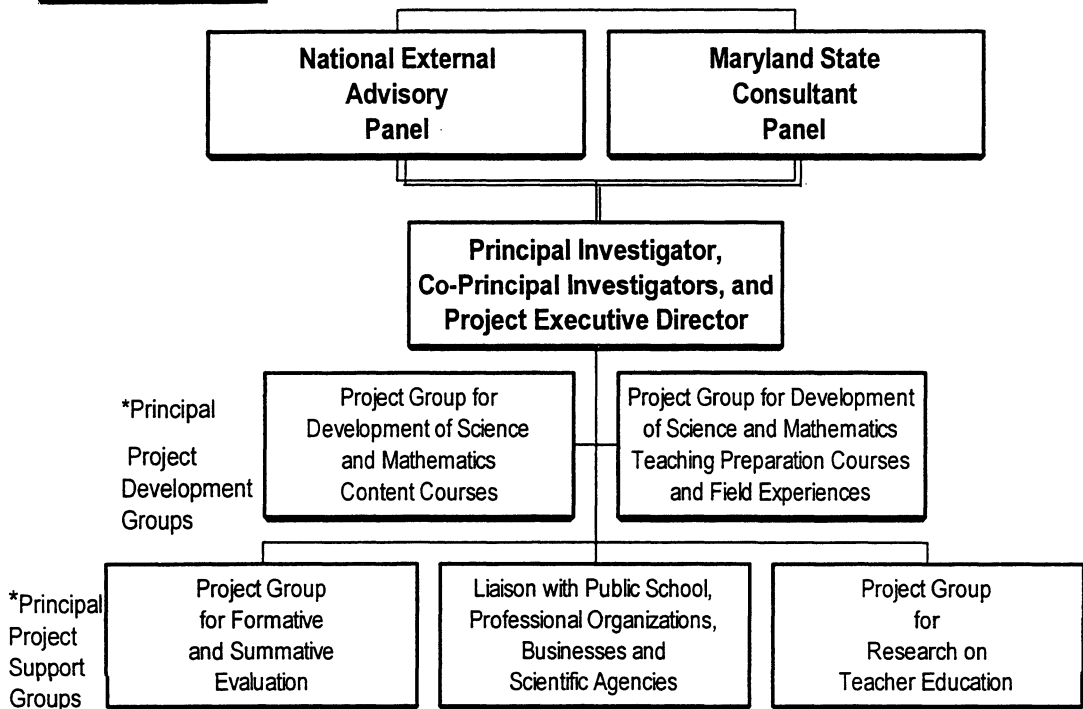 National External
Advisory
Panel
Maryland State
Consultant
Panel
Principal Investigator,
Co-Principal Investigators, and
Project Executive Director
*Principal
Project
Development
Groups
Project Group for
Development of Science
and Mathematics
Content Courses
Project Group for Development
of Science and Mathematics
Teaching Preparation Courses
and Field Experiences
*Principal
Project
Support
Groups
Project Group
for Formative
and Summative
Evaluation
Liaison with Public School,
Professional Organizations,
Businesses and
Scientific Agencies
Project Group
for
Research on
Teacher Education